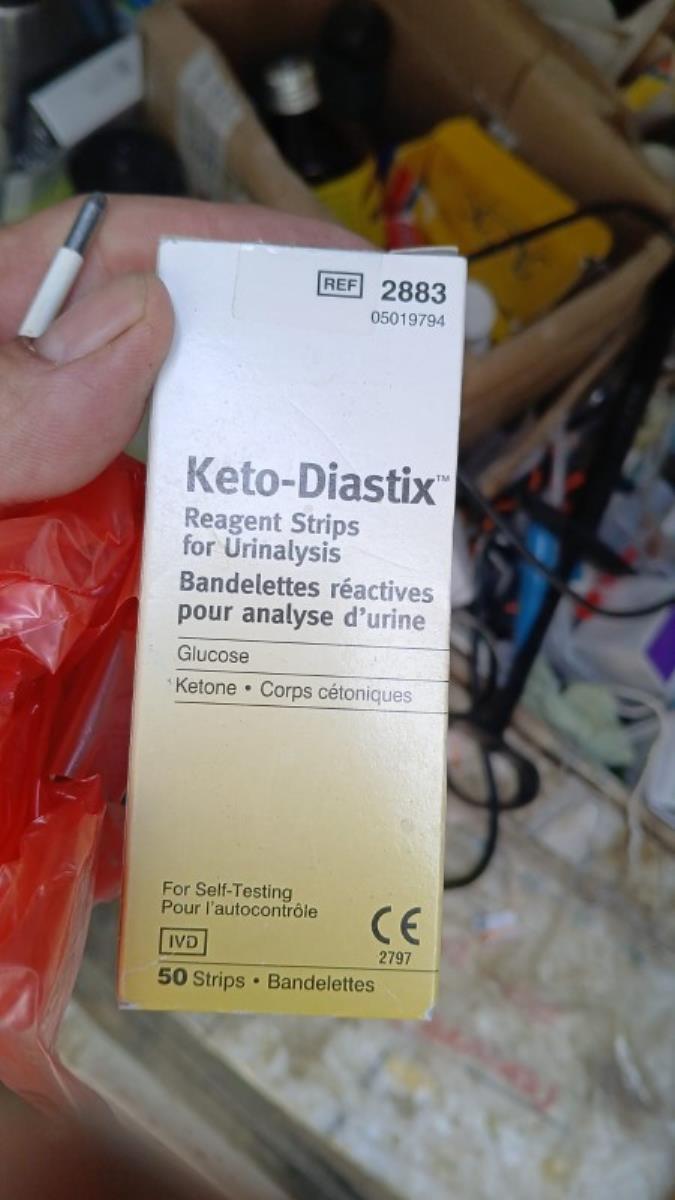 REF 2883
05019794
Keto-Diastix™
Reagent Strips
for Urinalysis
Bandelettes réactives
pour analyse d'urine
Glucose
Ketone • Corps cétoniques
For Self-Testing
Pour l'autocontrôle
IVD
CE
2797
50 Strips • Bandelettes